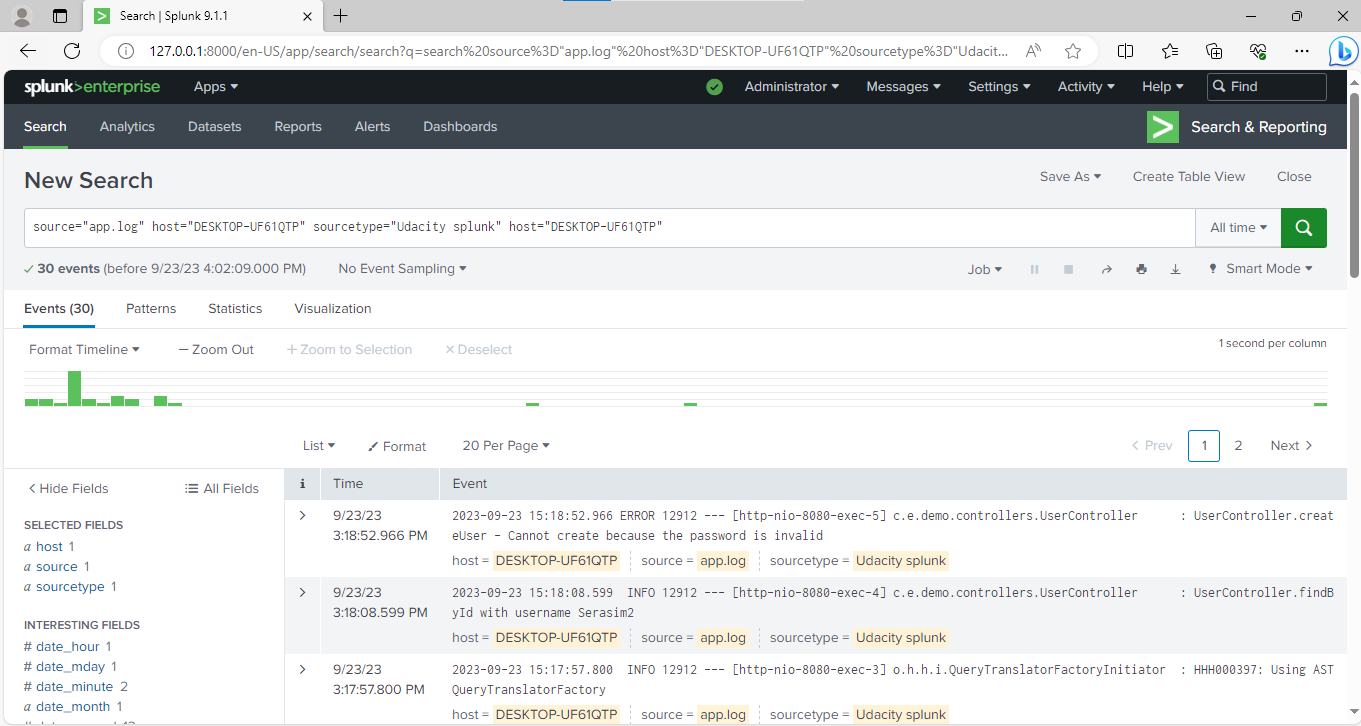 Search | Splunk 9.1.1
127.0.0.1:8000/en-US/app/search/search?q=search%20source%3D"app.log"%20host%3D"DESKTOP-UF61QTP"%20sourcetype%3D"Udacit...
splunk>enterprise Apps Administrator Messages Settings Activity Help Find
Search Analytics Datasets Reports Alerts Dashboards > Search & Reporting
New Search Save As Create Table View Close
source="app.log" host="DESKTOP-UF61QTP" sourcetype="Udacity splunk" host="DESKTOP-UF61QTP" All time
✓ 30 events (before 9/23/23 4:02:09.000 PM) No Event Sampling Job Smart Mode
Events (30) Patterns Statistics Visualization
Format Timeline — Zoom Out + Zoom to Selection × Deselect 1 second per column
List Format 20 Per Page < Prev 1 2 Next >
< Hide Fields All Fields
SELECTED FIELDS
a host 1
a source 1
a sourcetype 1
INTERESTING FIELDS
# date_hour 1
# date_mday 1
# date_minute 2
a date_month 1
i Time Event
> 9/23/23 3:18:52.966 PM
2023-09-23 15:18:52.966 ERROR 12912 --- [http-nio-8080-exec-5] c.e.demo.controllers.UserController : UserController.creat
eUser - Cannot create because the password is invalid
host = DESKTOP-UF61QTP source = app.log sourcetype = Udacity splunk
> 9/23/23 3:18:08.599 PM
2023-09-23 15:18:08.599 INFO 12912 --- [http-nio-8080-exec-4] c.e.demo.controllers.UserController : UserController.findB
yId with username Serasim2
host = DESKTOP-UF61QTP source = app.log sourcetype = Udacity splunk
> 9/23/23 3:17:57.800 PM
2023-09-23 15:17:57.800 INFO 12912 --- [http-nio-8080-exec-3] o.h.h.i.QueryTranslatorFactoryInitiator : HHH000397: Using AST
QueryTranslatorFactory
host = DESKTOP-UF61QTP source = app.log sourcetype = Udacity splunk